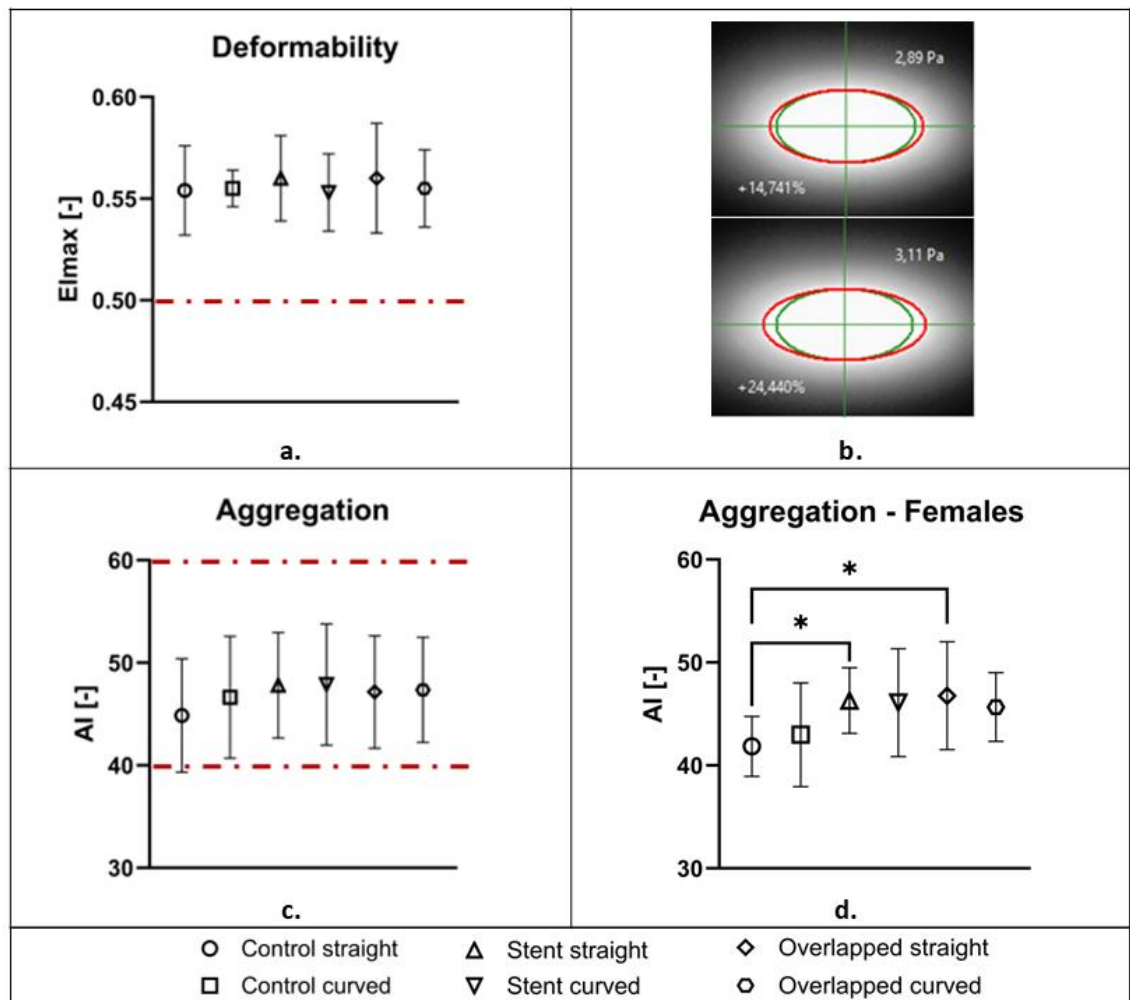 Deformability
EImax [-]
0.60
0.55
0.50
0.45
a.
2,89 Pa
+14,741%
3,11 Pa
+24,440%
b.
Aggregation
AI [-]
60
50
40
30
c.
Aggregation - Females
AI [-]
60
50
40
30
*
*
d.
Control straight
Stent straight
Overlapped straight
Control curved
Stent curved
Overlapped curved